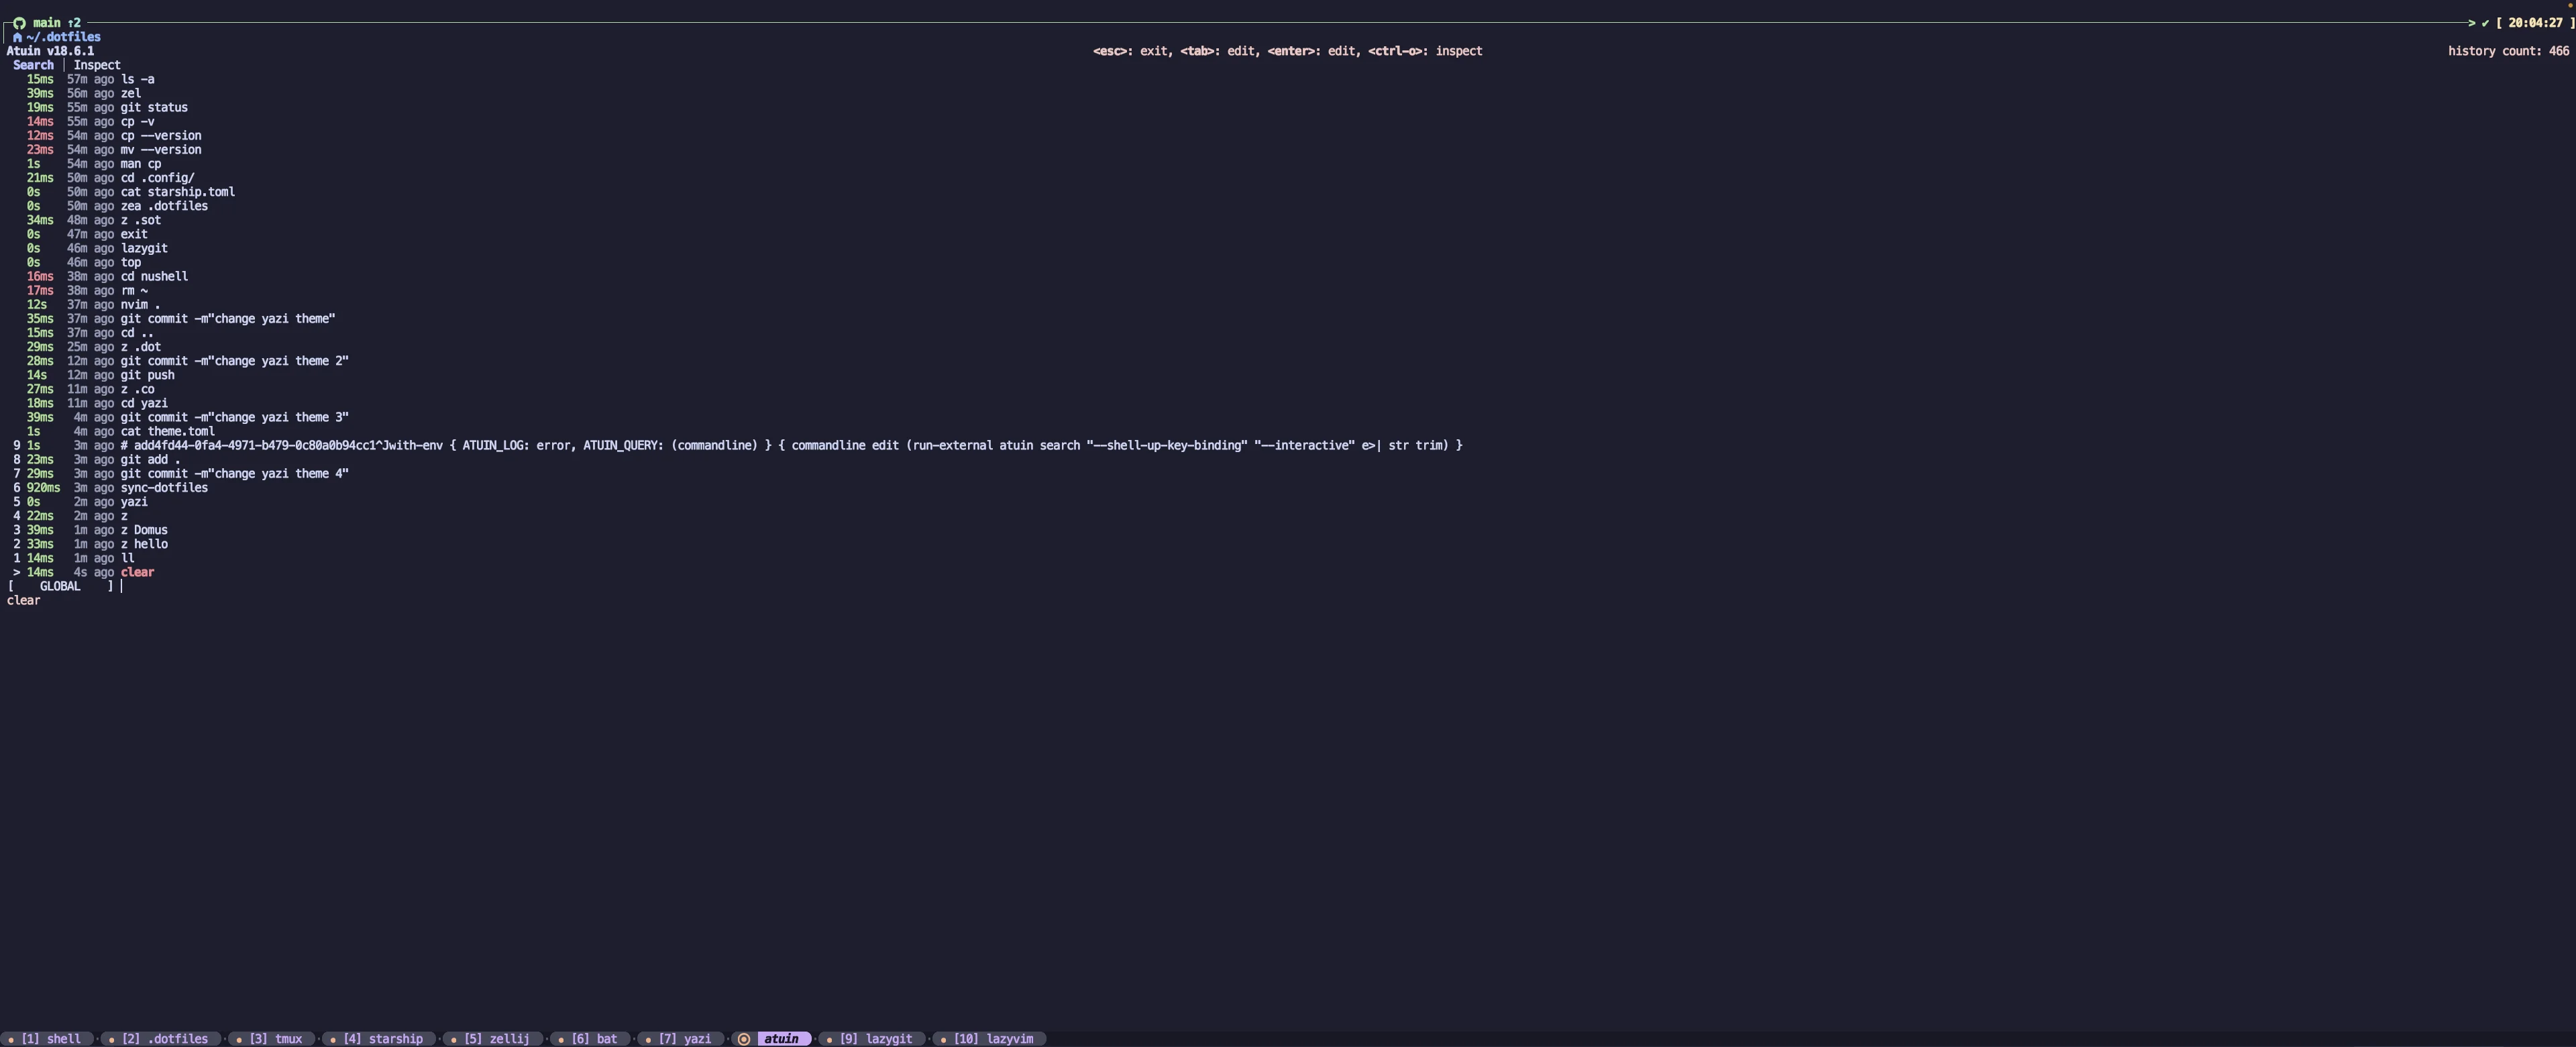 main ↑2 > ✔ [ 20:04:27 ]
~/.dotfiles
Atuin v18.6.1 <esc>: exit, <tab>: edit, <enter>: edit, <ctrl-o>: inspect history count: 466
Search │ Inspect
15ms 57m ago ls -a
39ms 56m ago zel
19ms 55m ago git status
14ms 55m ago cp -v
12ms 54m ago cp --version
23ms 54m ago mv --version
1s 54m ago man cp
21ms 50m ago cd .config/
0s 50m ago cat starship.toml
0s 50m ago zea .dotfiles
34ms 48m ago z .sot
0s 47m ago exit
0s 46m ago lazygit
0s 46m ago top
16ms 38m ago cd nushell
17ms 38m ago rm ~
12s 37m ago nvim .
35ms 37m ago git commit -m"change yazi theme"
15ms 37m ago cd ..
29ms 25m ago z .dot
28ms 12m ago git commit -m"change yazi theme 2"
14s 12m ago git push
27ms 11m ago z .co
18ms 11m ago cd yazi
39ms 4m ago git commit -m"change yazi theme 3"
1s 4m ago cat theme.toml
9 1s 3m ago # add4fd44-0fa4-4971-b479-0c80a0b94cc1^Jwith-env { ATUIN_LOG: error, ATUIN_QUERY: (commandline) } { commandline edit (run-external atuin search "--shell-up-key-binding" "--interactive" e>| str trim) }
8 23ms 3m ago git add .
7 29ms 3m ago git commit -m"change yazi theme 4"
6 920ms 3m ago sync-dotfiles
5 0s 2m ago yazi
4 22ms 2m ago z
3 39ms 1m ago z Domus
2 33ms 1m ago z hello
1 14ms 1m ago ll
> 14ms 4s ago clear
[ GLOBAL ]
clear
[1] shell [2] .dotfiles [3] tmux [4] starship [5] zellij [6] bat [7] yazi atuin [9] lazygit [10] lazyvim